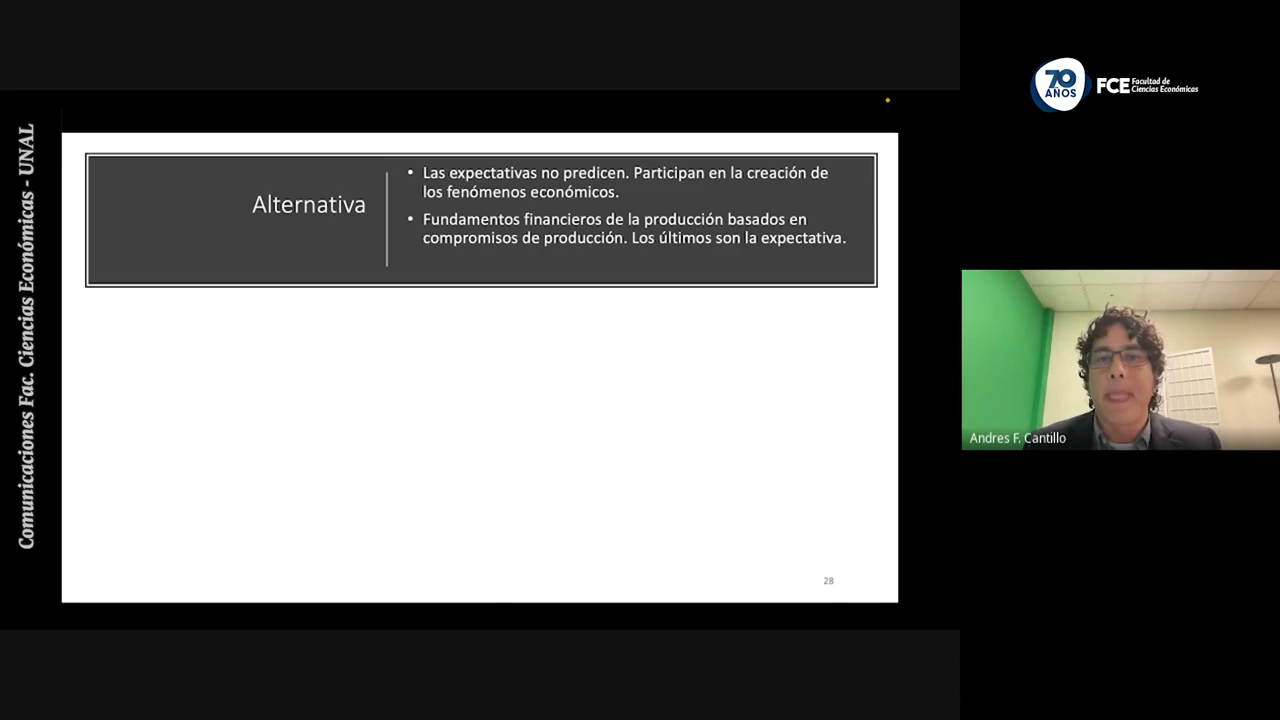 Comunicaciones Fac. Ciencias Económicas - UNAL
Alternativa
• Las expectativas no predicen. Participan en la creación de
los fenómenos económicos.
• Fundamentos financieros de la producción basados en
compromisos de producción. Los últimos son la expectativa.
28
70
AÑOS
FCE
Facultad de
Ciencias Económicas
Andres F. Cantillo